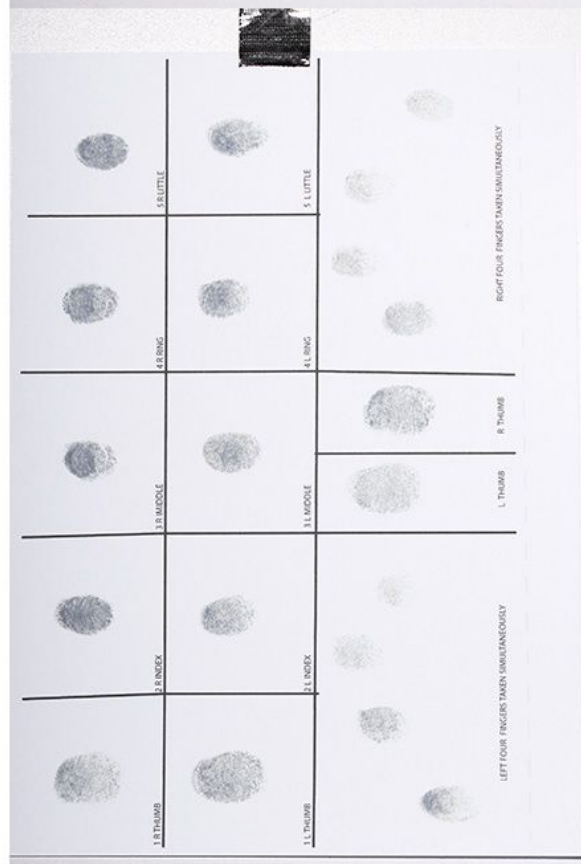 1 R THUMB
2 R INDEX
3 R IMIDDLE
4 R RING
5 R LITTLE
1 L THUMB
2 L INDEX
3 L MIDDLE
4 L RING
5 L LITTLE
LEFT FOUR FINGERS TAKEN SIMULTANEOUSLY
L THUMB
R THUMB
RIGHT FOUR FINGERS TAKEN SIMULTANEOUSLY